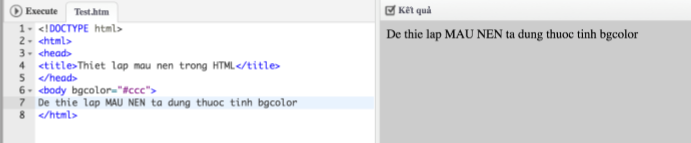 Execute Test.htm
1 <!DOCTYPE html>
2 <html>
3 <head>
4 <title>Thiet lap mau nen trong HTML</title>
5 </head>
6 <body bgcolor="#ccc">
7 De thie lap MAU NEN ta dung thuoc tinh bgcolor
8 </html>
Kết quả
De thie lap MAU NEN ta dung thuoc tinh bgcolor